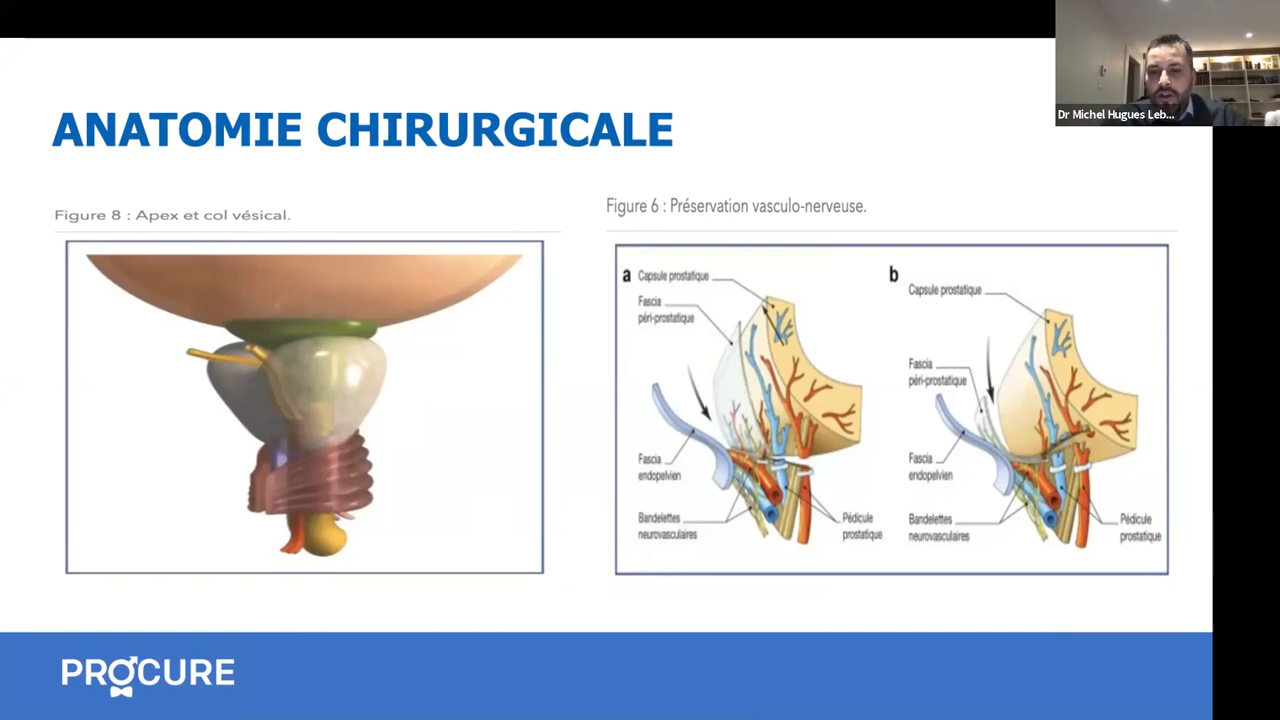 Dr Michel Hugues Leb...
ANATOMIE CHIRURGICALE
Figure 8 : Apex et col vésical.
Figure 6 : Préservation vasculo-nerveuse.
a
Capsule prostatique
Fascia
péri-prostatique
Fascia
endopelvien
Bandelettes
neurovasculaires
Pédicule
prostatique
b
Capsule prostatique
Fascia
péri-prostatique
Fascia
endopelvien
Bandelettes
neurovasculaires
Pédicule
prostatique
PROCURE